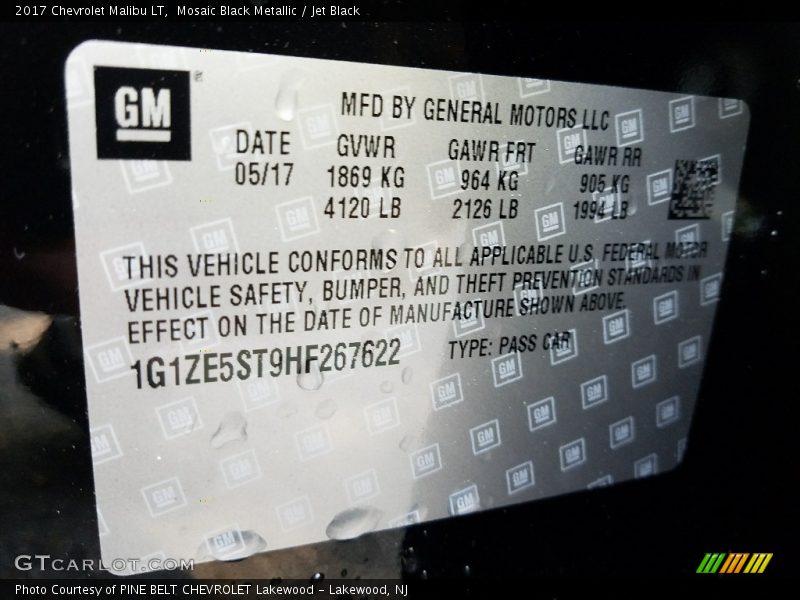 2017 Chevrolet Malibu LT,  Mosaic Black Metallic / Jet Black
GM
®
MFD BY GENERAL MOTORS LLC
DATE GVWR GAWR FRT GAWR RR
05/17 1869 KG 964 KG 905 KG
4120 LB 2126 LB 1994 LB
THIS VEHICLE CONFORMS TO ALL APPLICABLE U.S. FEDERAL MOTOR
VEHICLE SAFETY, BUMPER, AND THEFT PREVENTION STANDARDS IN
EFFECT ON THE DATE OF MANUFACTURE SHOWN ABOVE.
1G1ZE5ST9HF267622 TYPE: PASS CAR
GTCARLOT.COM
Photo Courtesy of PINE BELT CHEVROLET Lakewood - Lakewood, NJ